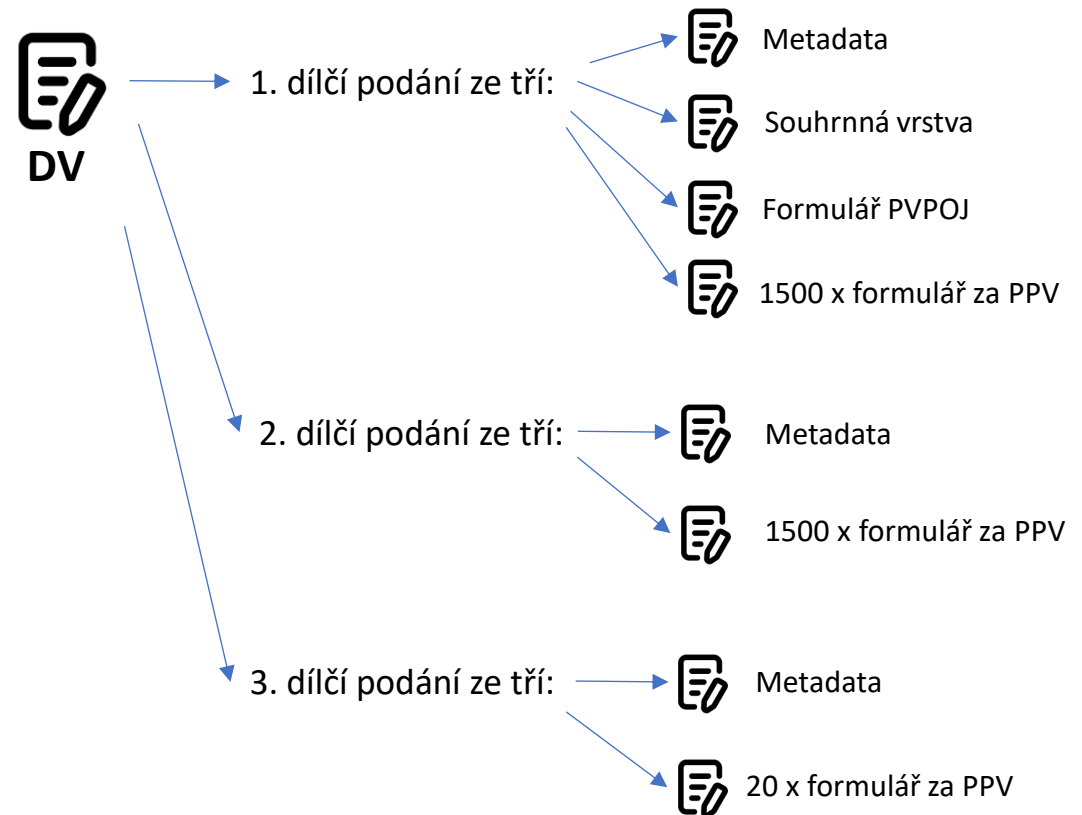 DV
1. dílčí podání ze tří:
Metadata
Souhrnná vrstva
Formulář PVPOJ
1500 x formulář za PPV
2. dílčí podání ze tří:
Metadata
1500 x formulář za PPV
3. dílčí podání ze tří:
Metadata
20 x formulář za PPV